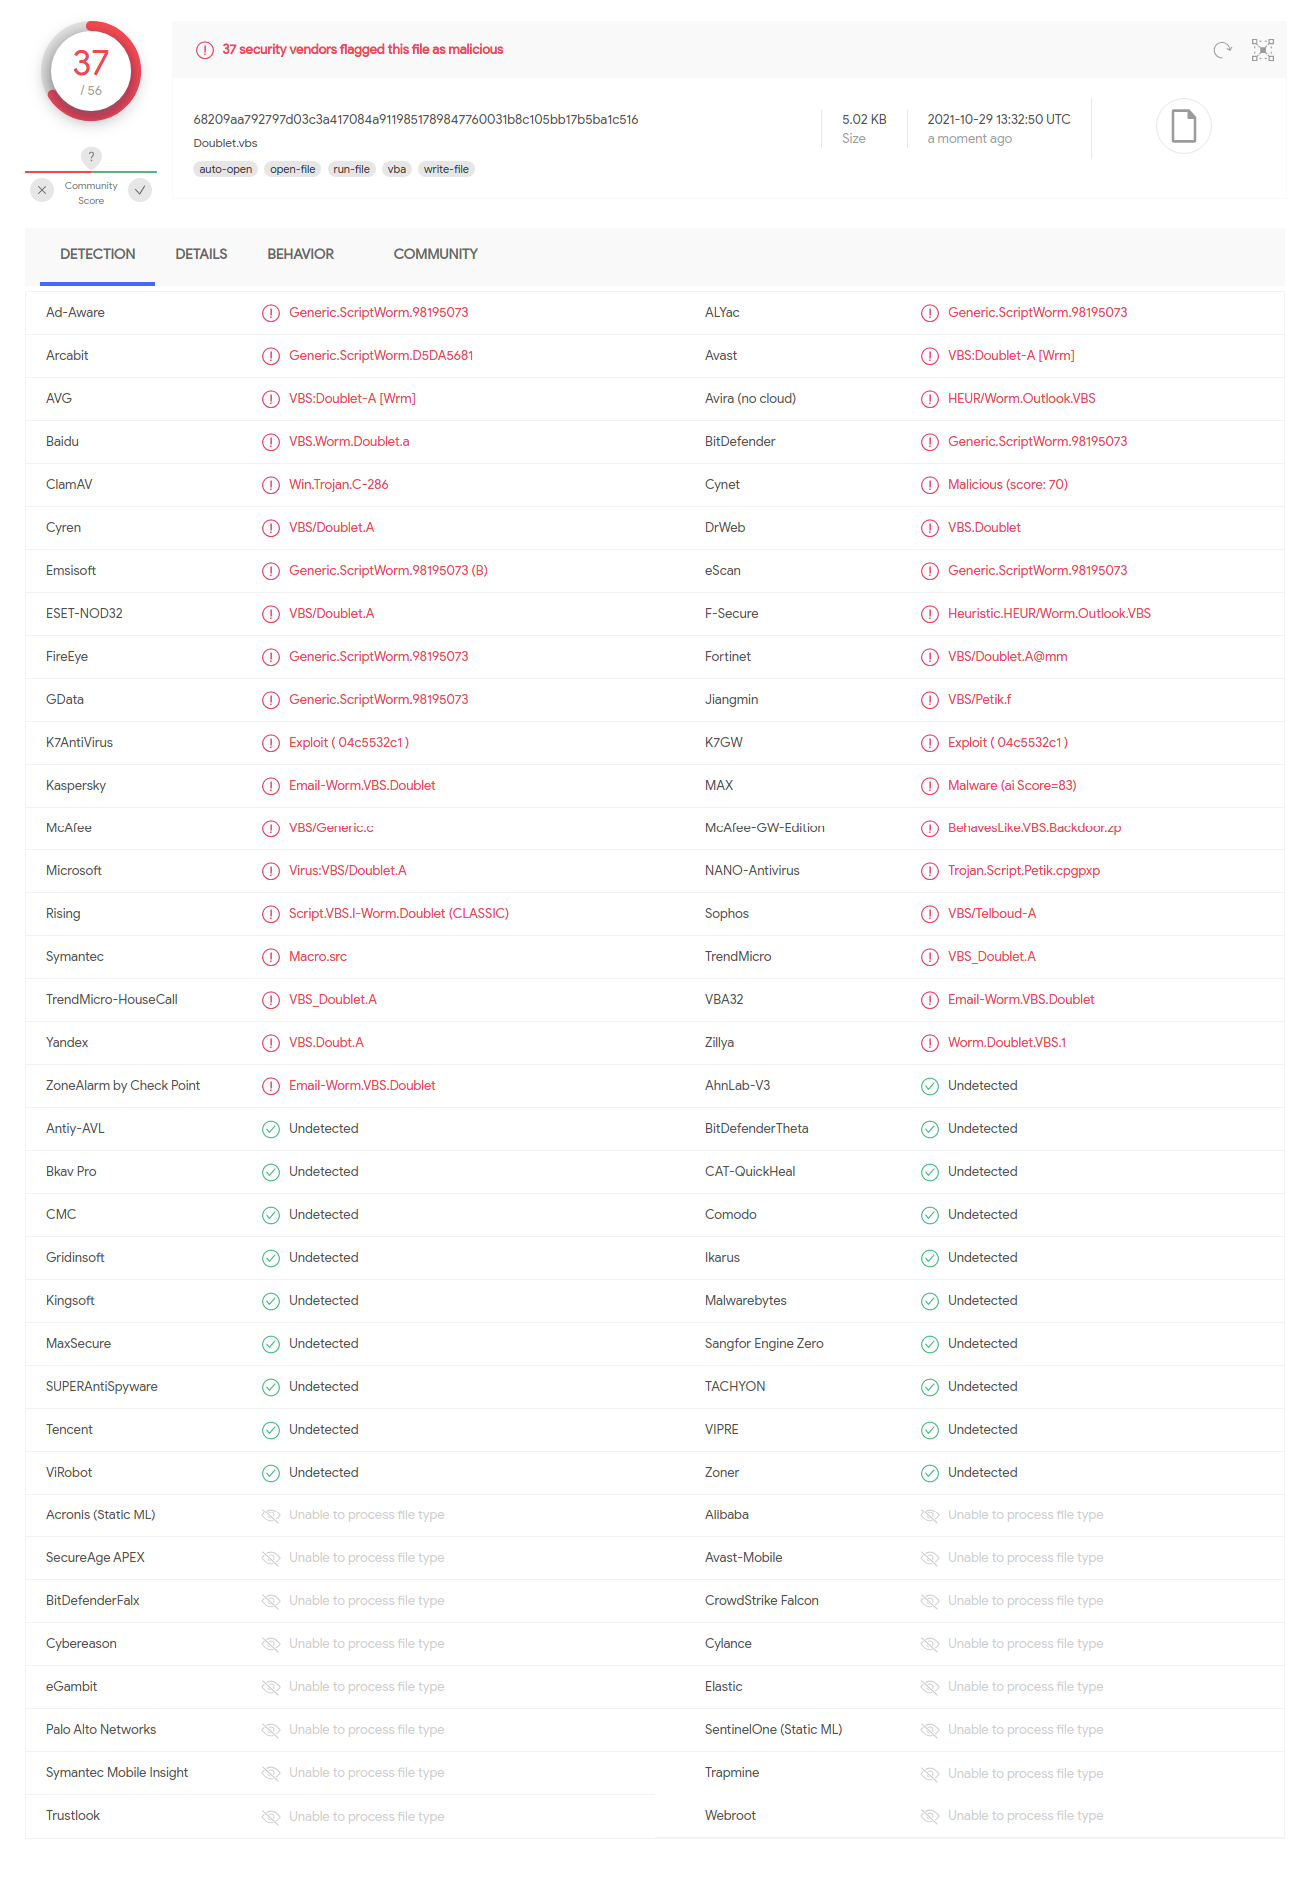 37
/ 56
?
Community
Score
37 security vendors flagged this file as malicious
68209aa792797d03c3a417084a9119851789847760031b8c105bb17b5ba1c516
Doublet.vbs
auto-open open-file run-file vba write-file
5.02 KB
Size
2021-10-29 13:32:50 UTC
a moment ago
DETECTION DETAILS BEHAVIOR COMMUNITY
Ad-Aware Generic.ScriptWorm.98195073 ALYac Generic.ScriptWorm.98195073
Arcabit Generic.ScriptWorm.D5DA5681 Avast VBS:Doublet-A [Wrm]
AVG VBS:Doublet-A [Wrm] Avira (no cloud) HEUR/Worm.Outlook.VBS
Baidu VBS.Worm.Doublet.a BitDefender Generic.ScriptWorm.98195073
ClamAV Win.Trojan.C-286 Cynet Malicious (score: 70)
Cyren VBS/Doublet.A DrWeb VBS.Doublet
Emsisoft Generic.ScriptWorm.98195073 (B) eScan Generic.ScriptWorm.98195073
ESET-NOD32 VBS/Doublet.A F-Secure Heuristic.HEUR/Worm.Outlook.VBS
FireEye Generic.ScriptWorm.98195073 Fortinet VBS/Doublet.A@mm
GData Generic.ScriptWorm.98195073 Jiangmin VBS/Petik.f
K7AntiVirus Exploit ( 04c5532c1 ) K7GW Exploit ( 04c5532c1 )
Kaspersky Email-Worm.VBS.Doublet MAX Malware (ai Score=83)
McAfee VBS/Generic.c McAfee-GW-Edition BehavesLike.VBS.Backdoor.zp
Microsoft Virus:VBS/Doublet.A NANO-Antivirus Trojan.Script.Petik.cpgpxp
Rising Script.VBS.I-Worm.Doublet (CLASSIC) Sophos VBS/Telboud-A
Symantec Macro.src TrendMicro VBS_Doublet.A
TrendMicro-HouseCall VBS_Doublet.A VBA32 Email-Worm.VBS.Doublet
Yandex VBS.Doubt.A Zillya Worm.Doublet.VBS.1
ZoneAlarm by Check Point Email-Worm.VBS.Doublet AhnLab-V3 Undetected
Antiy-AVL Undetected BitDefenderTheta Undetected
Bkav Pro Undetected CAT-QuickHeal Undetected
CMC Undetected Comodo Undetected
Gridinsoft Undetected Ikarus Undetected
Kingsoft Undetected Malwarebytes Undetected
MaxSecure Undetected Sangfor Engine Zero Undetected
SUPERAntiSpyware Undetected TACHYON Undetected
Tencent Undetected VIPRE Undetected
ViRobot Undetected Zoner Undetected
Acronis (Static ML) Unable to process file type Alibaba Unable to process file type
SecureAge APEX Unable to process file type Avast-Mobile Unable to process file type
BitDefenderFalx Unable to process file type CrowdStrike Falcon Unable to process file type
Cybereason Unable to process file type Cylance Unable to process file type
eGambit Unable to process file type Elastic Unable to process file type
Palo Alto Networks Unable to process file type SentinelOne (Static ML) Unable to process file type
Symantec Mobile Insight Unable to process file type Trapmine Unable to process file type
Trustlook Unable to process file type Webroot Unable to process file type